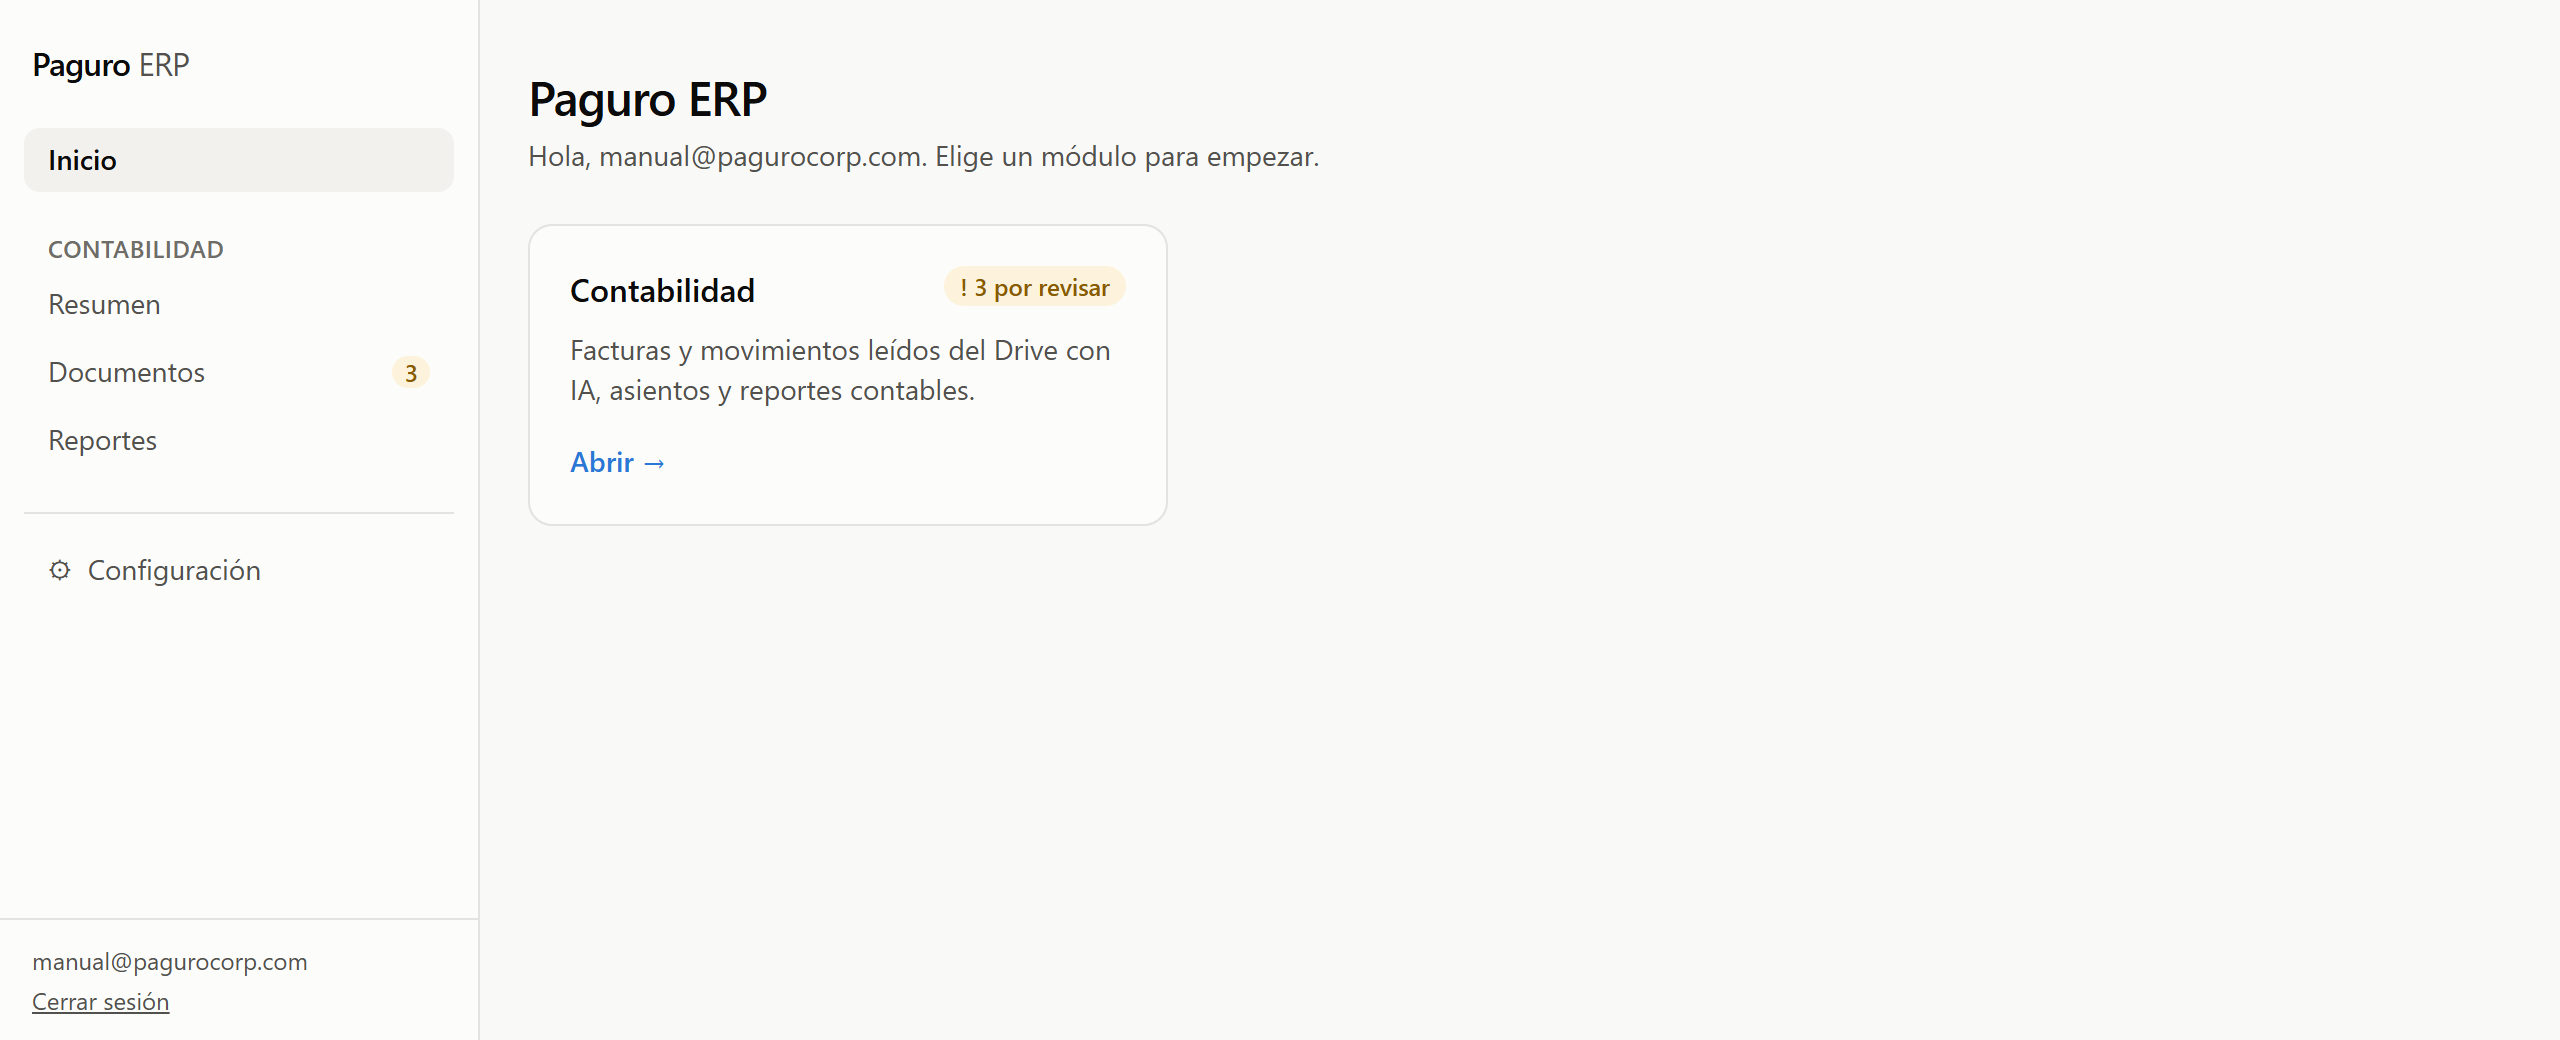 Paguro ERP
Inicio
CONTABILIDAD
Resumen
Documentos 3
Reportes
Configuración
manual@pagurocorp.com
Cerrar sesión
Paguro ERP
Hola, manual@pagurocorp.com. Elige un módulo para empezar.
Contabilidad
! 3 por revisar
Facturas y movimientos leídos del Drive con
IA, asientos y reportes contables.
Abrir →